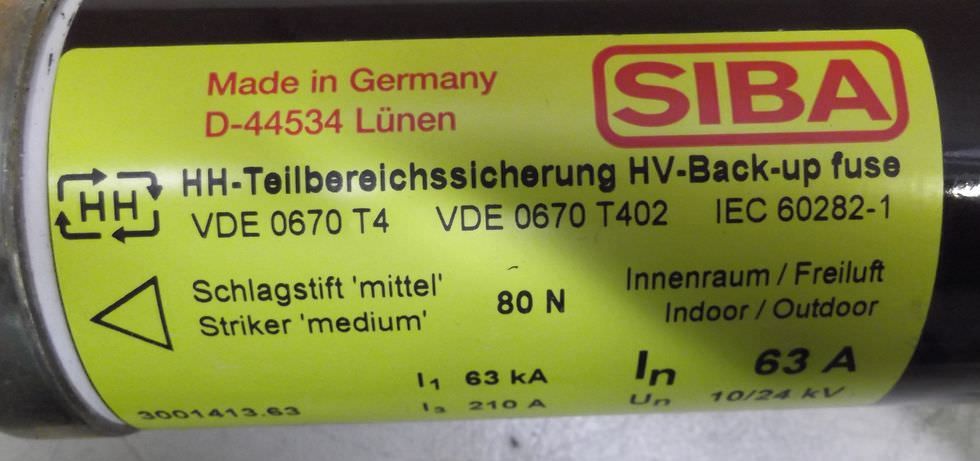 Made in Germany
D-44534 Lünen
SIBA
HH
HH-Teilbereichssicherung HV-Back-up fuse
VDE 0670 T4 VDE 0670 T402 IEC 60282-1
Schlagstift 'mittel'
Striker 'medium'
80 N
Innenraum / Freiluft
Indoor / Outdoor
I1 63 kA
I3 210 A
In 63 A
Un 10/24 kV
3001413.63